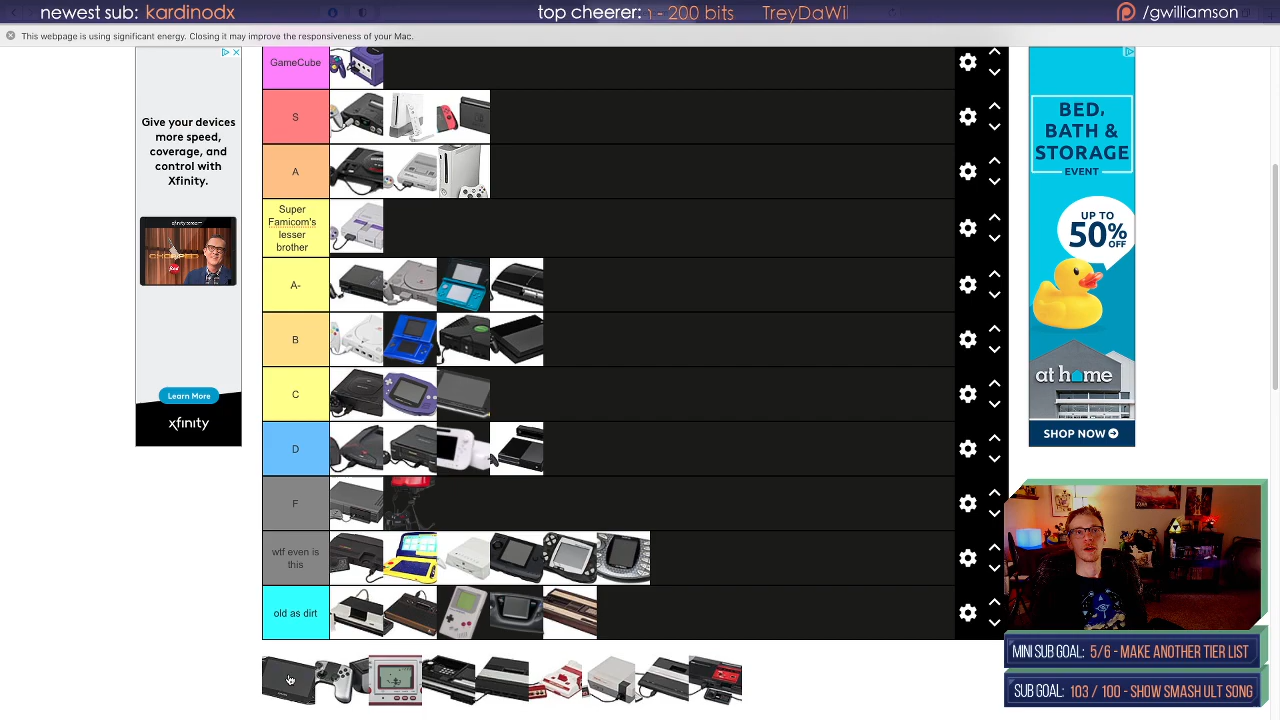 newest sub: kardinodx
top cheerer: - 200 bits TreyDaWil
/gwilliamson
This webpage is using significant energy. Closing it may improve the responsiveness of your Mac.
GameCube
S
A
Super
Famicom's
lesser
brother
A-
B
C
D
F
wtf even is
this
old as dirt
Give your devices
more speed,
coverage, and
control with
Xfinity.
CHOPPED
Learn More
xfinity
BED,
BATH &
STORAGE
EVENT
UP TO
50%
OFF
at home
SHOP NOW
MINI SUB GOAL: 5/6 - MAKE ANOTHER TIER LIST
SUB GOAL: 103 / 100 - SHOW SMASH ULT SONG